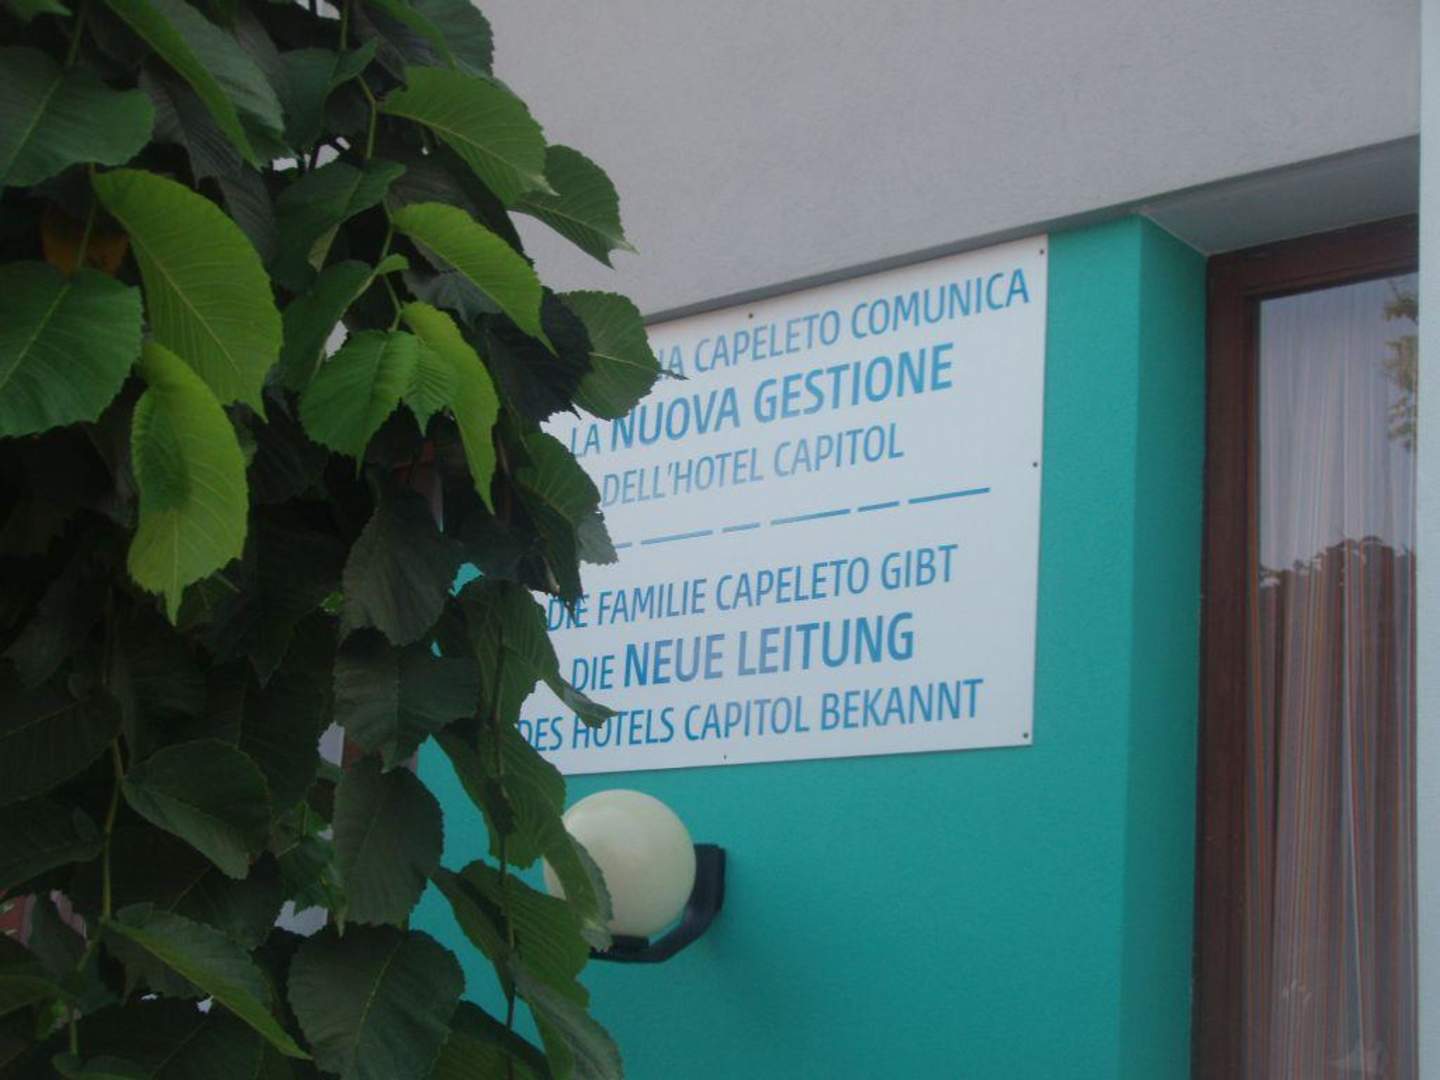 CAPELETO COMUNICA
LA NUOVA GESTIONE
DELL'HOTEL CAPITOL
DIE FAMILIE CAPELETO GIBT
DIE NEUE LEITUNG
DES HOTELS CAPITOL BEKANNT